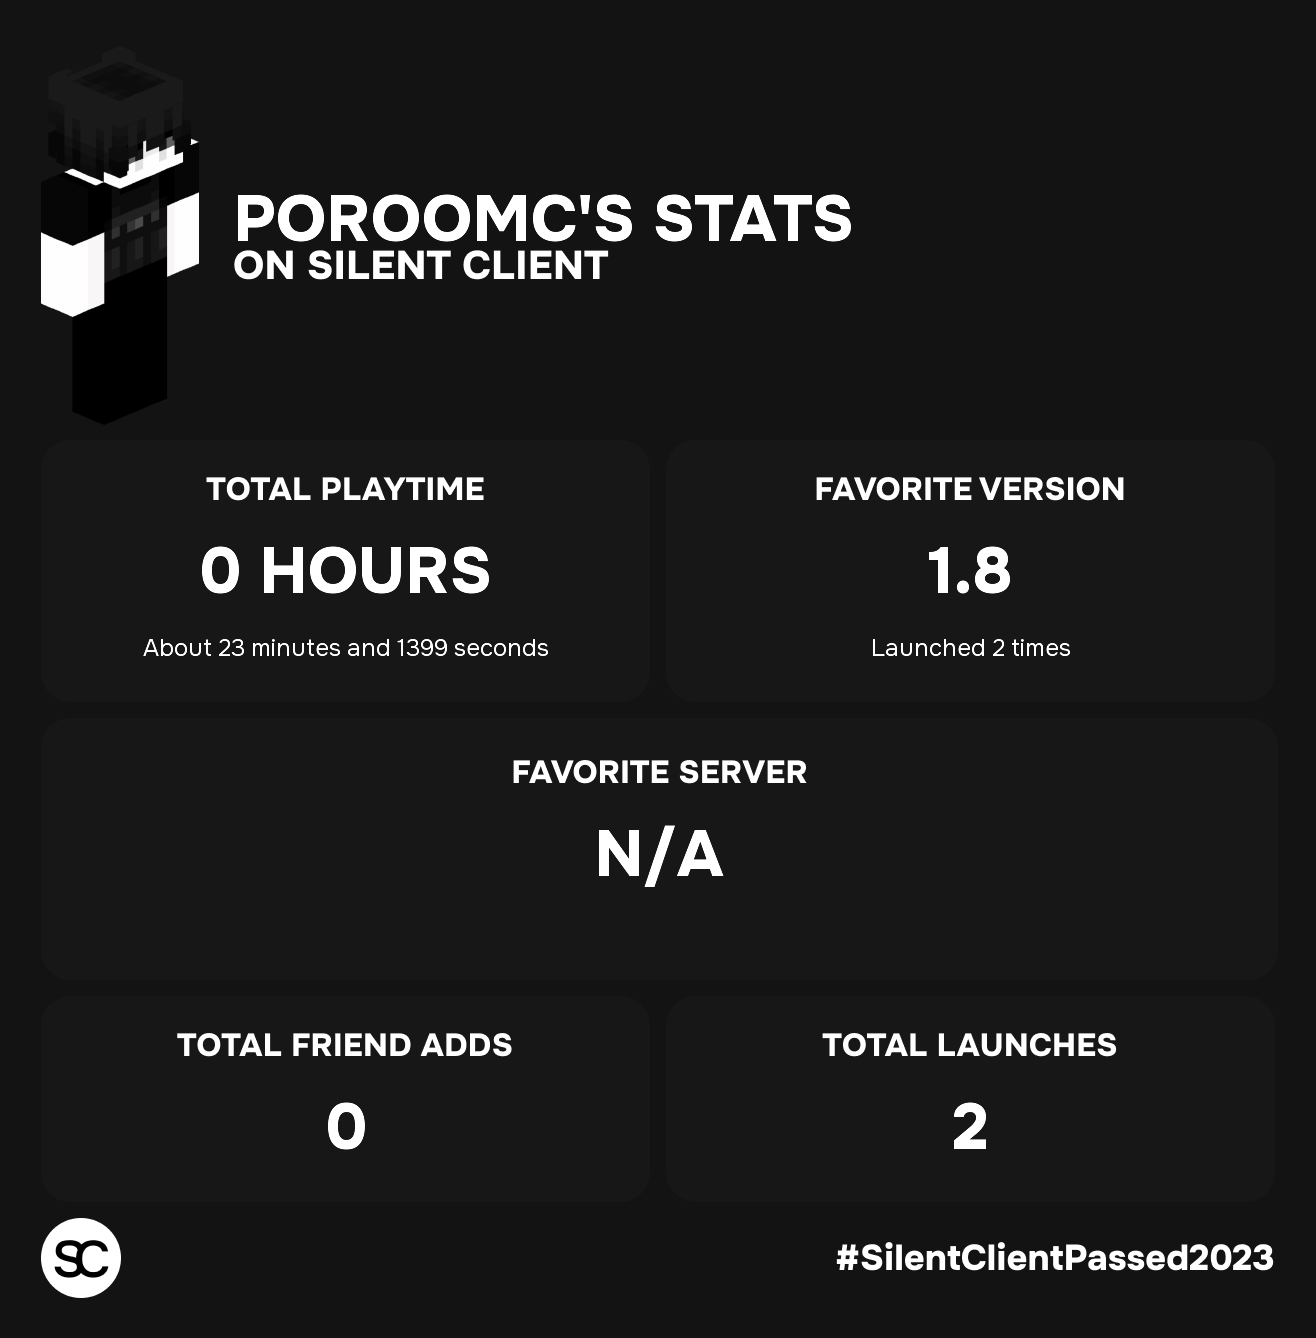 POROOMC'S STATS
ON SILENT CLIENT
TOTAL PLAYTIME
0 HOURS
About 23 minutes and 1399 seconds
FAVORITE VERSION
1.8
Launched 2 times
FAVORITE SERVER
N/A
TOTAL FRIEND ADDS
0
TOTAL LAUNCHES
2
SC
#SilentClientPassed2023